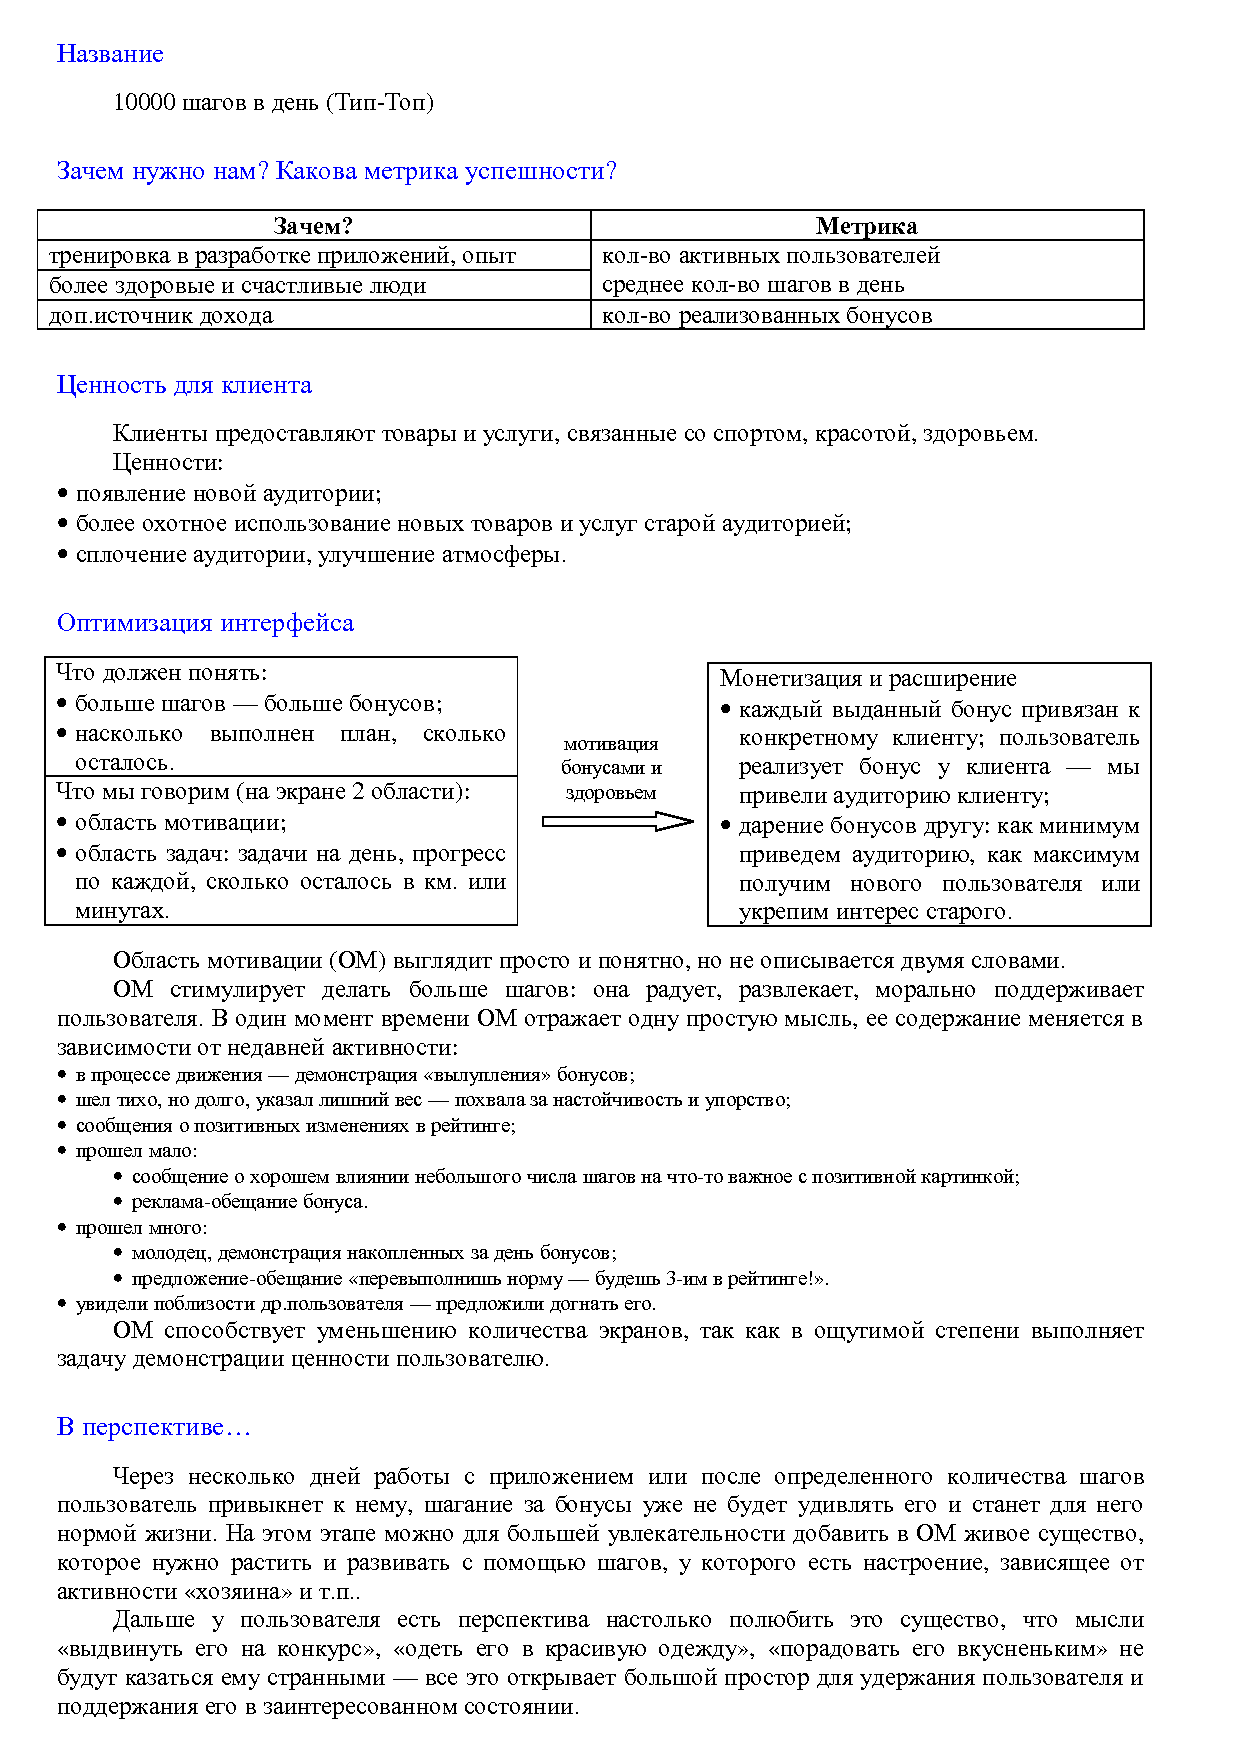 Название
10000 шагов в день (Тип-Топ)
Зачем нужно нам? Какова метрика успешности?
Зачем? Метрика
тренировка в разработке приложений, опыт кол-во активных пользователей
более здоровые и счастливые люди среднее кол-во шагов в день
доп.источник дохода кол-во реализованных бонусов
Ценность для клиента
Клиенты предоставляют товары и услуги, связанные со спортом, красотой, здоровьем.
Ценности:
• появление новой аудитории;
• более охотное использование новых товаров и услуг старой аудиторией;
• сплочение аудитории, улучшение атмосферы.
Оптимизация интерфейса
Что должен понять:
• больше шагов — больше бонусов;
• насколько выполнен план, сколько
осталось.
Что мы говорим (на экране 2 области):
• область мотивации;
• область задач: задачи на день, прогресс
по каждой, сколько осталось в км. или
минутах.
мотивация
бонусами и
здоровьем
Монетизация и расширение
• каждый выданный бонус привязан к
конкретному клиенту; пользователь
реализует бонус у клиента — мы
привели аудиторию клиенту;
• дарение бонусов другу: как минимум
приведем аудиторию, как максимум
получим нового пользователя или
укрепим интерес старого.
Область мотивации (ОМ) выглядит просто и понятно, но не описывается двумя словами.
ОМ стимулирует делать больше шагов: она радует, развлекает, морально поддерживает
пользователя. В один момент времени ОМ отражает одну простую мысль, ее содержание меняется в
зависимости от недавней активности:
• в процессе движения — демонстрация «вылупления» бонусов;
• шел тихо, но долго, указал лишний вес — похвала за настойчивость и упорство;
• сообщения о позитивных изменениях в рейтинге;
• прошел мало:
• сообщение о хорошем влиянии небольшого числа шагов на что-то важное с позитивной картинкой;
• реклама-обещание бонуса.
• прошел много:
• молодец, демонстрация накопленных за день бонусов;
• предложение-обещание «перевыполнишь норму — будешь 3-им в рейтинге!».
• увидели поблизости др.пользователя — предложили догнать его.
ОМ способствует уменьшению количества экранов, так как в ощутимой степени выполняет
задачу демонстрации ценности пользователю.
В перспективе…
Через несколько дней работы с приложением или после определенного количества шагов
пользователь привыкнет к нему, шагание за бонусы уже не будет удивлять его и станет для него
нормой жизни. На этом этапе можно для большей увлекательности добавить в ОМ живое существо,
которое нужно растить и развивать с помощью шагов, у которого есть настроение, зависящее от
активности «хозяина» и т.п..
Дальше у пользователя есть перспектива настолько полюбить это существо, что мысли
«выдвинуть его на конкурс», «одеть его в красивую одежду», «порадовать его вкусненьким» не
будут казаться ему странными — все это открывает большой простор для удержания пользователя и
поддержания его в заинтересованном состоянии.